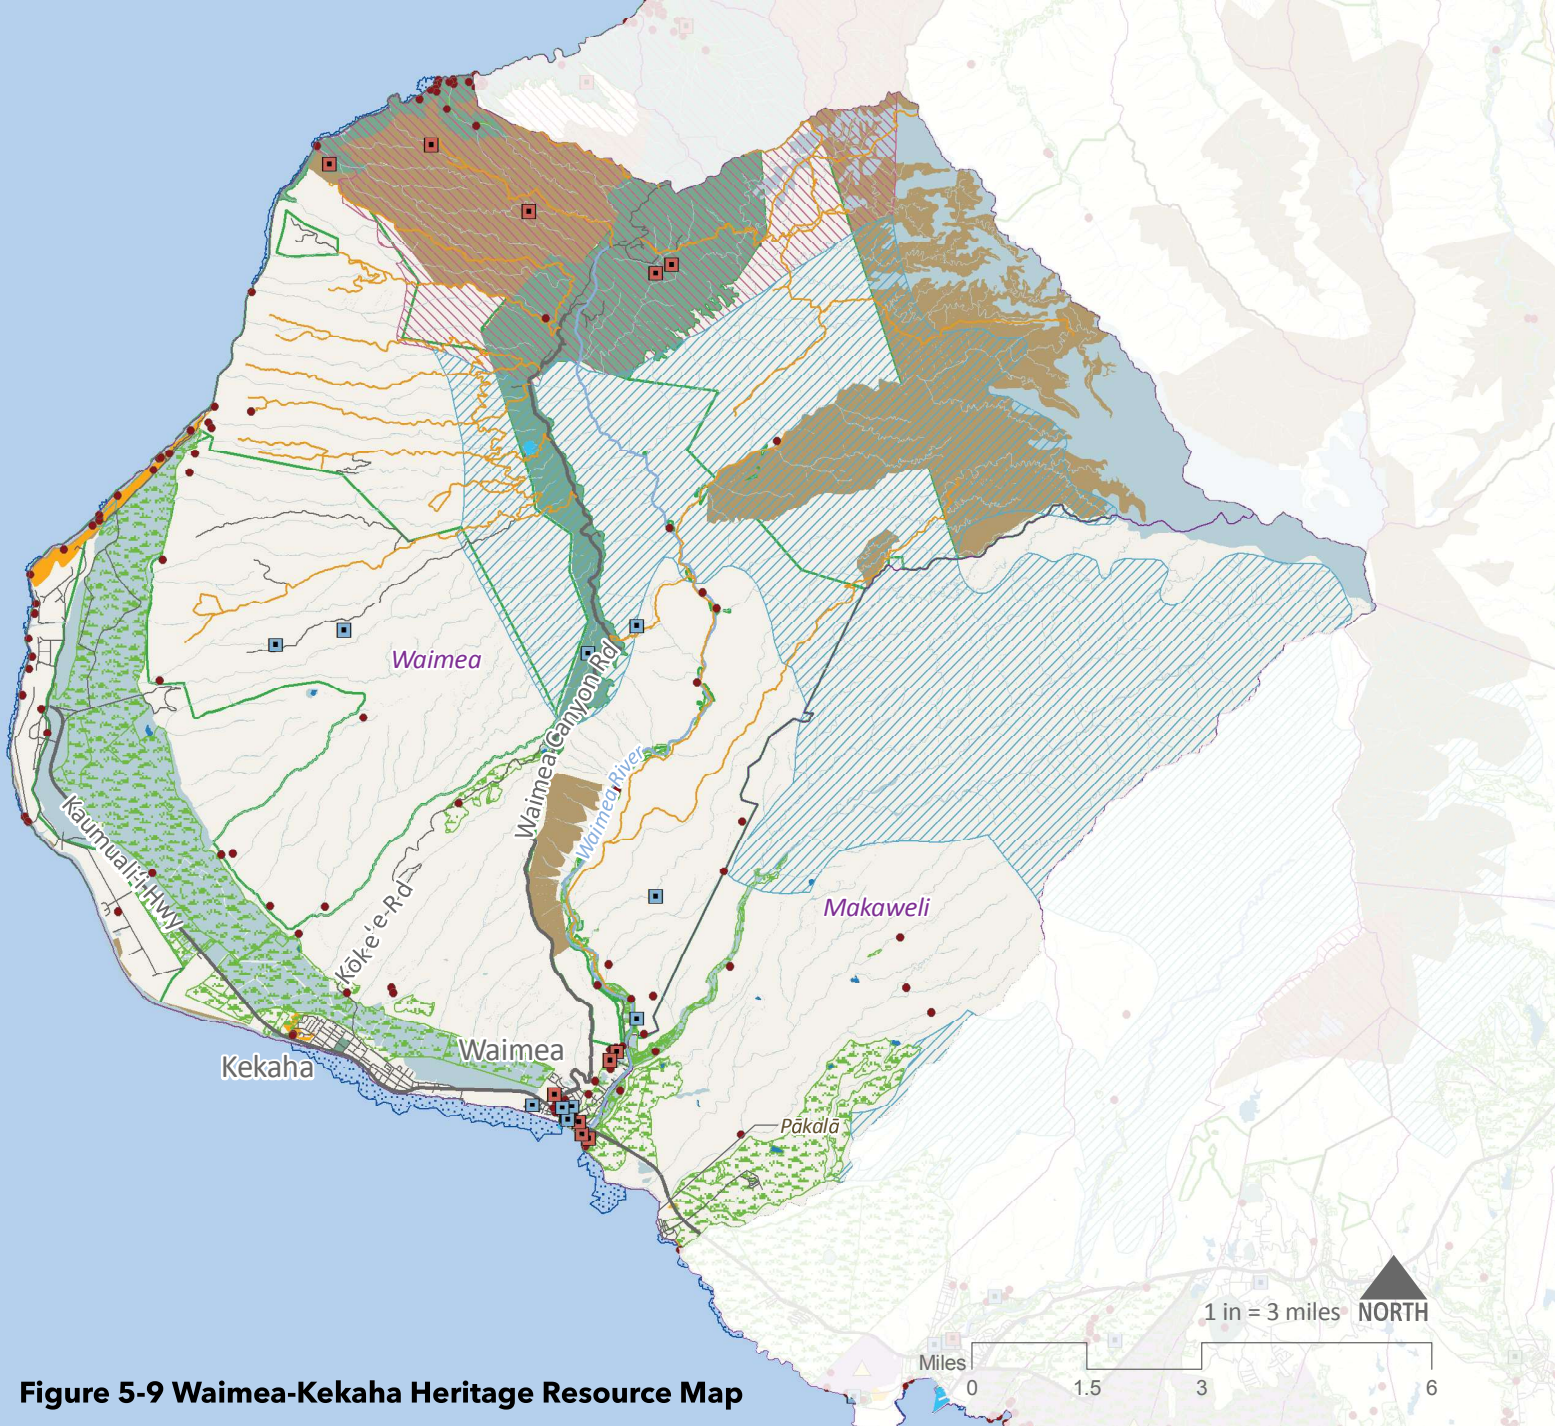 Waimea
Waimea Canyon Rd
Waimea River
Kaumuali‘i Hwy
Makaweli
Kōke‘e Rd
Waimea
Kekaha
Pākālā
1 in = 3 miles
NORTH
Miles
0 1.5 3 6
Figure 5-9 Waimea-Kekaha Heritage Resource Map